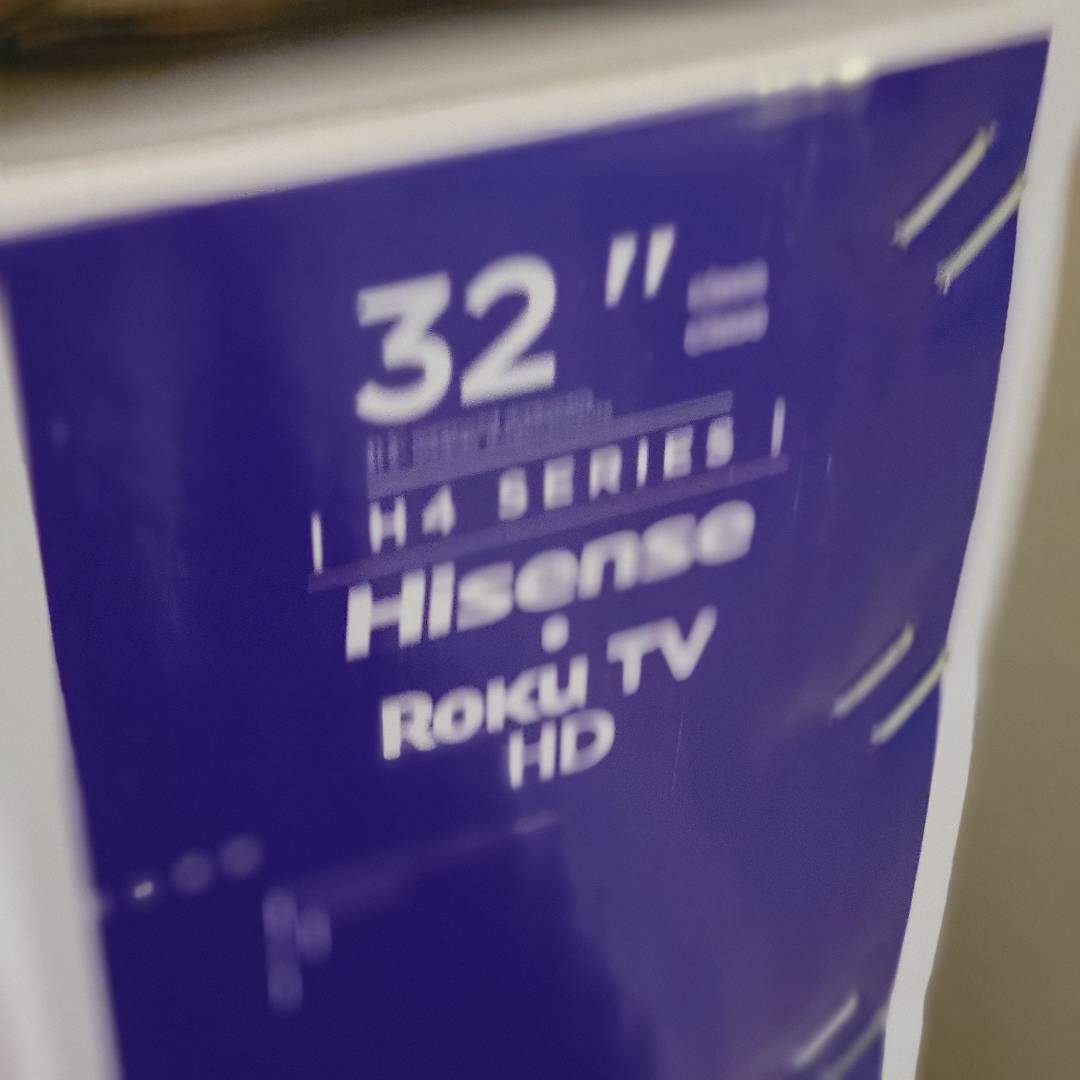 32"
H4 SERIES
Hisense
Roku TV
HD